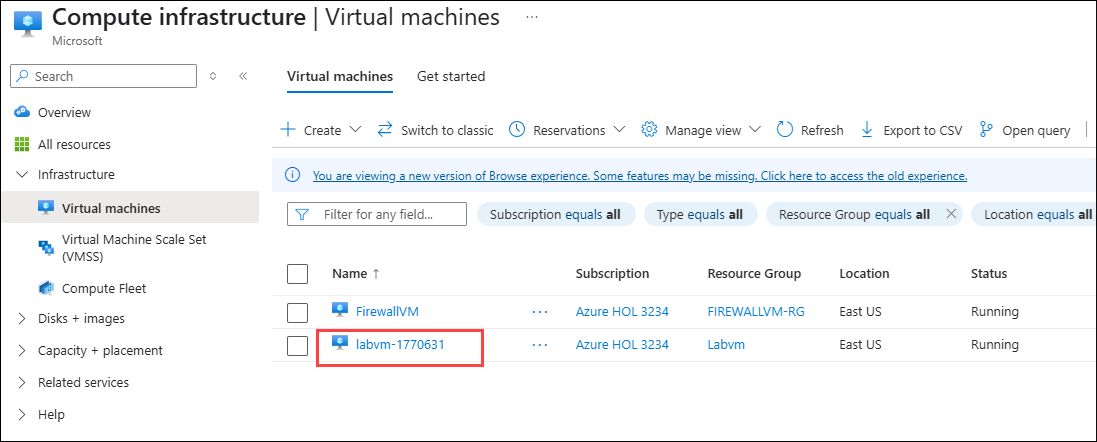 Compute infrastructure | Virtual machines ...
Microsoft
Search
Overview
All resources
Infrastructure
Virtual machines
Virtual Machine Scale Set
(VMSS)
Compute Fleet
Disks + images
Capacity + placement
Related services
Help
Virtual machines Get started
Create Switch to classic Reservations Manage view Refresh Export to CSV Open query
You are viewing a new version of Browse experience. Some features may be missing. Click here to access the old experience.
Filter for any field... Subscription equals all Type equals all Resource Group equals all Location equals all
Name ↑ Subscription Resource Group Location Status
FirewallVM ... Azure HOL 3234 FIREWALLVM-RG East US Running
labvm-1770631 ... Azure HOL 3234 Labvm East US Running